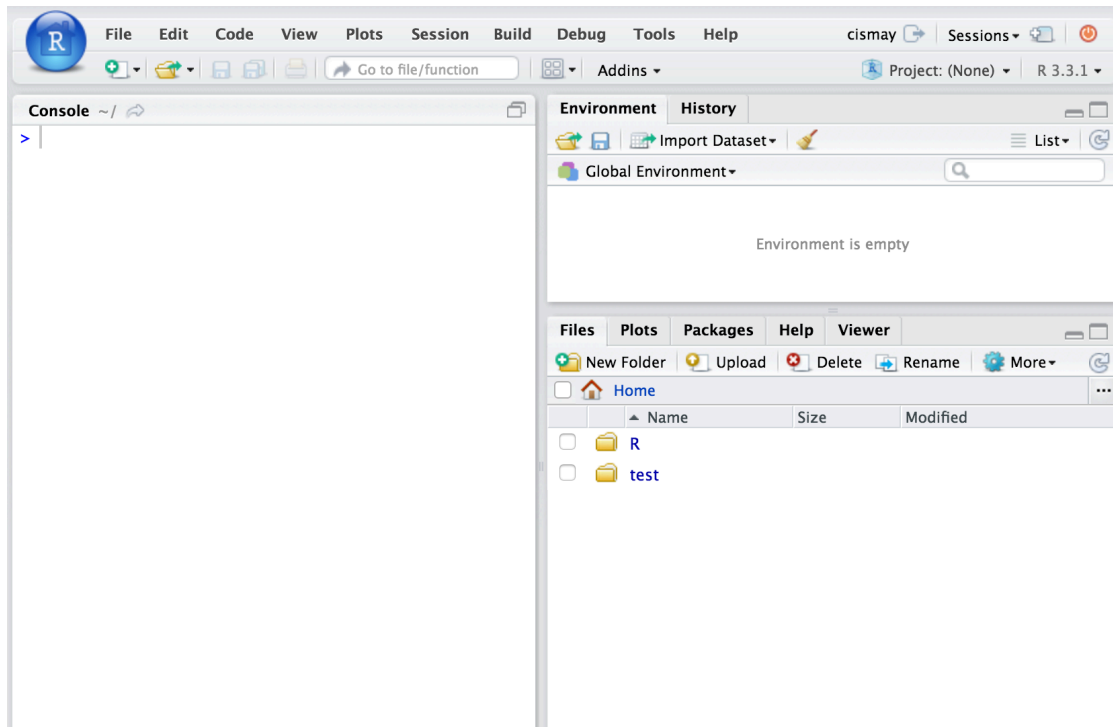 R File Edit Code View Plots Session Build Debug Tools Help cismay Sessions
Go to file/function Addins R Project: (None) R 3.3.1
Console ~/
>
Environment History
Import Dataset List
Global Environment
Environment is empty
Files Plots Packages Help Viewer
New Folder Upload Delete Rename More
Home ...
Name Size Modified
R
test